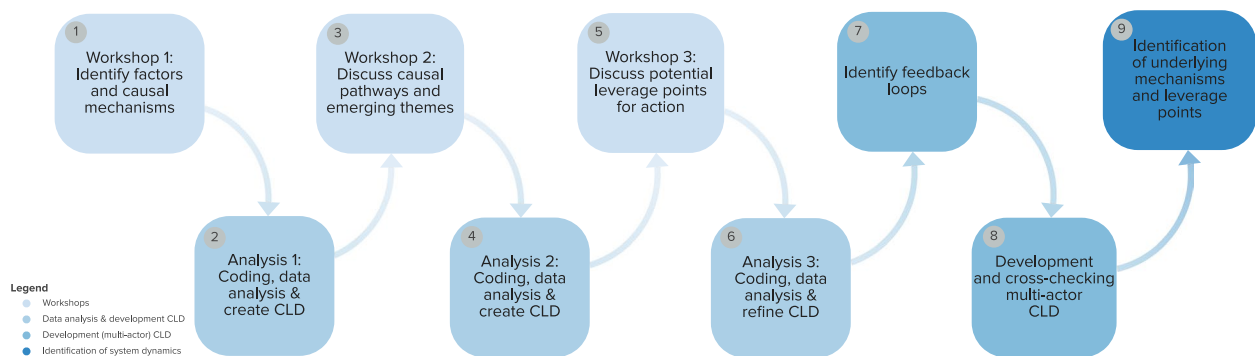 1
Workshop 1:
Identify factors
and causal
mechanisms
2
Analysis 1:
Coding, data
analysis &
create CLD
3
Workshop 2:
Discuss causal
pathways and
emerging themes
4
Analysis 2:
Coding, data
analysis &
create CLD
5
Workshop 3:
Discuss potential
leverage points
for action
6
Analysis 3:
Coding, data
analysis &
refine CLD
7
Identify feedback
loops
8
Development
and cross-checking
multi-actor
CLD
9
Identification
of underlying
mechanisms
and leverage
points
Legend
Workshops
Data analysis & development CLD
Development (multi-actor) CLD
Identification of system dynamics